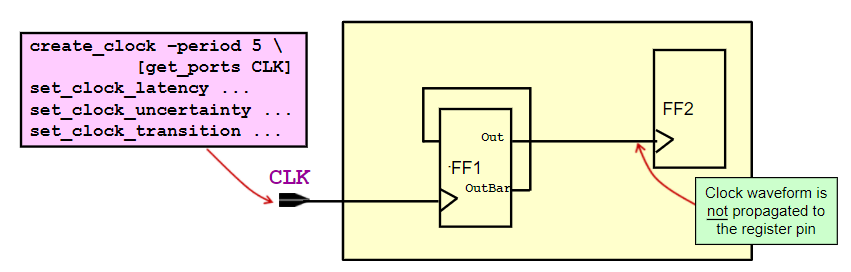 create_clock –period 5 \
[get_ports CLK]
set_clock_latency ...
set_clock_uncertainty ...
set_clock_transition ...
CLK
Out
FF1
OutBar
FF2
Clock waveform is
not propagated to
the register pin